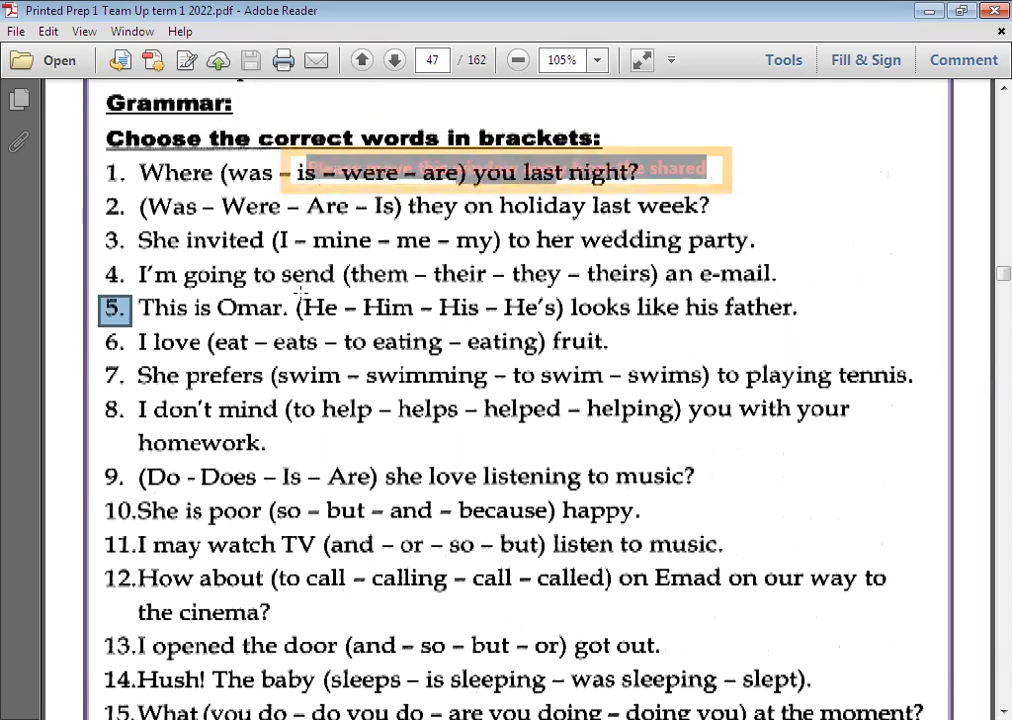 Printed Prep 1 Team Up term 1 2022.pdf - Adobe Reader
File Edit View Window Help
Open 47 / 162 105% Tools Fill & Sign Comment
Grammar:
Choose the correct words in brackets:
Please move this window away from the shared
1. Where (was – is – were – are) you last night?
2. (Was – Were – Are – Is) they on holiday last week?
3. She invited (I – mine – me – my) to her wedding party.
4. I'm going to send (them – their – they – theirs) an e-mail.
5. This is Omar. (He – Him – His – He's) looks like his father.
6. I love (eat – eats – to eating – eating) fruit.
7. She prefers (swim – swimming – to swim – swims) to playing tennis.
8. I don't mind (to help – helps – helped – helping) you with your
homework.
9. (Do - Does – Is – Are) she love listening to music?
10.She is poor (so – but – and – because) happy.
11.I may watch TV (and – or – so – but) listen to music.
12.How about (to call – calling – call – called) on Emad on our way to
the cinema?
13.I opened the door (and – so – but – or) got out.
14.Hush! The baby (sleeps – is sleeping – was sleeping – slept).
15.What (you do – do you do – are you doing – doing you) at the moment?